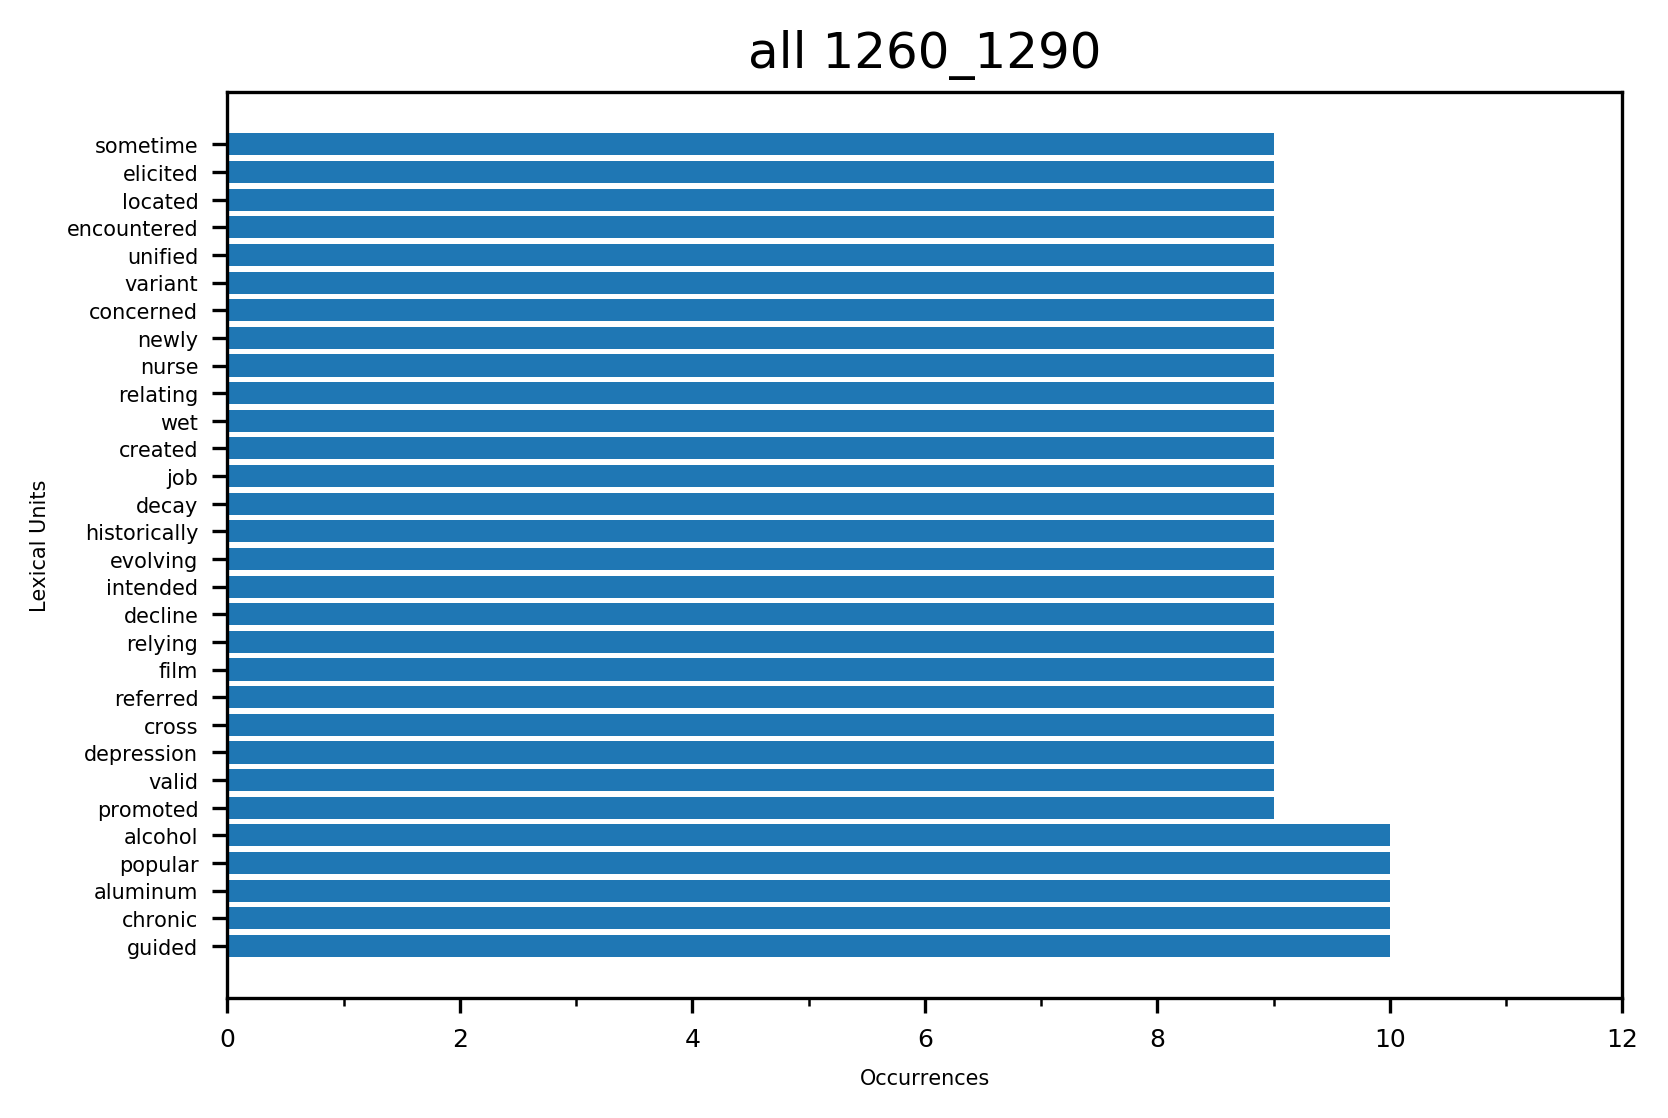 all 1260_1290
sometime
elicited
located
encountered
unified
variant
concerned
newly
nurse
relating
wet
created
job
decay
historically
evolving
intended
decline
relying
film
referred
cross
depression
valid
promoted
alcohol
popular
aluminum
chronic
guided
Lexical Units
0 2 4 6 8 10 12
Occurrences